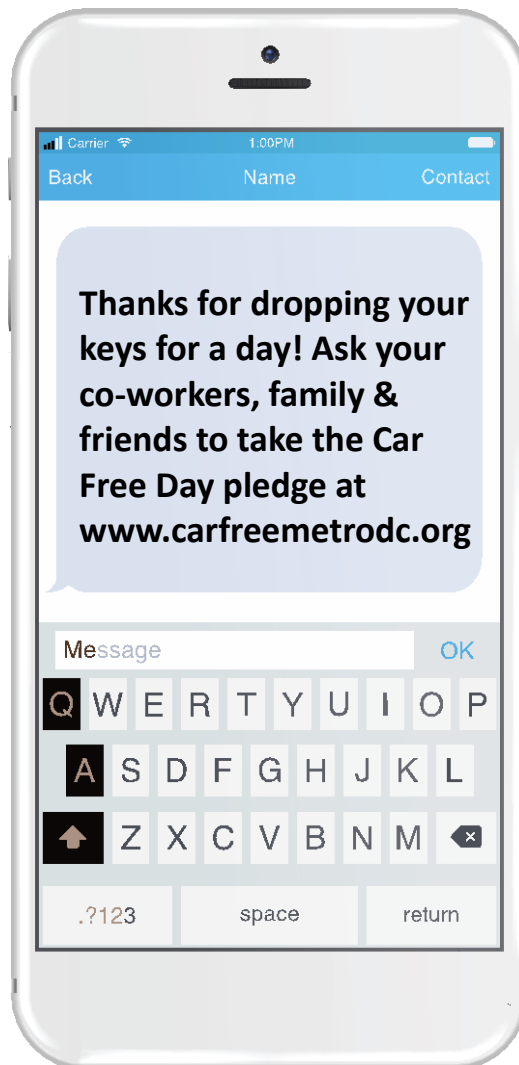 Carrier 1:00PM
Back Name Contact
Thanks for dropping your
keys for a day! Ask your
co-workers, family &
friends to take the Car
Free Day pledge at
www.carfreemetrodc.org
Message OK
Q W E R T Y U I O P
A S D F G H J K L
Z X C V B N M
.?123 space return